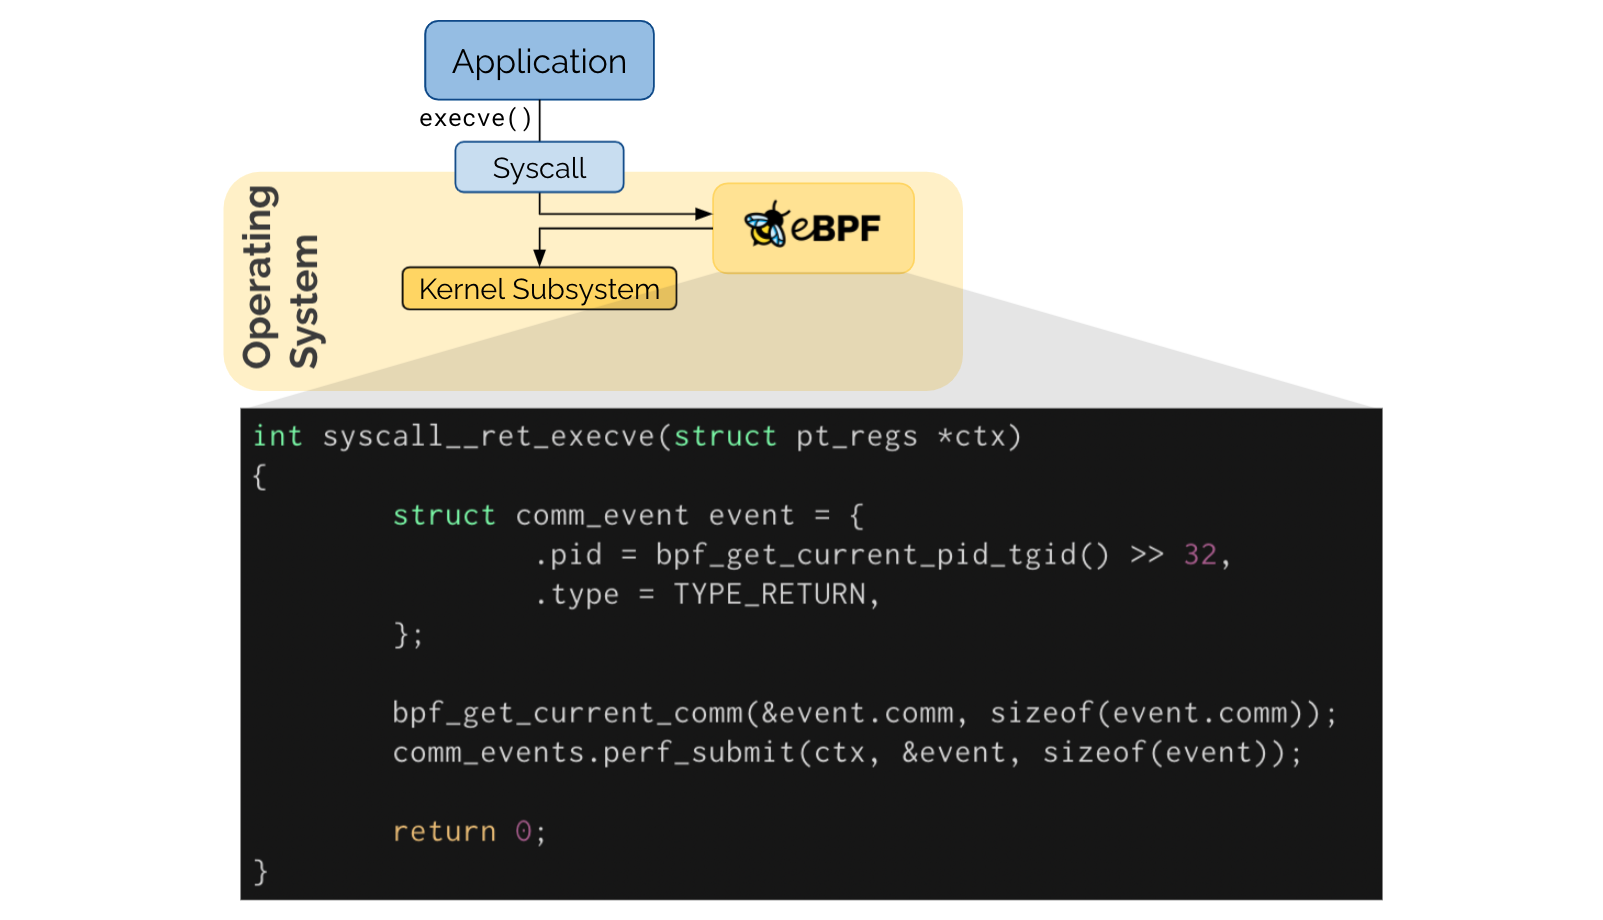 Application
execve()
Syscall
Operating
System
eBPF
Kernel Subsystem
int syscall__ret_execve(struct pt_regs *ctx)
{
        struct comm_event event = {
                .pid = bpf_get_current_pid_tgid() >> 32,
                .type = TYPE_RETURN,
        };
        bpf_get_current_comm(&event.comm, sizeof(event.comm));
        comm_events.perf_submit(ctx, &event, sizeof(event));
        return 0;
}